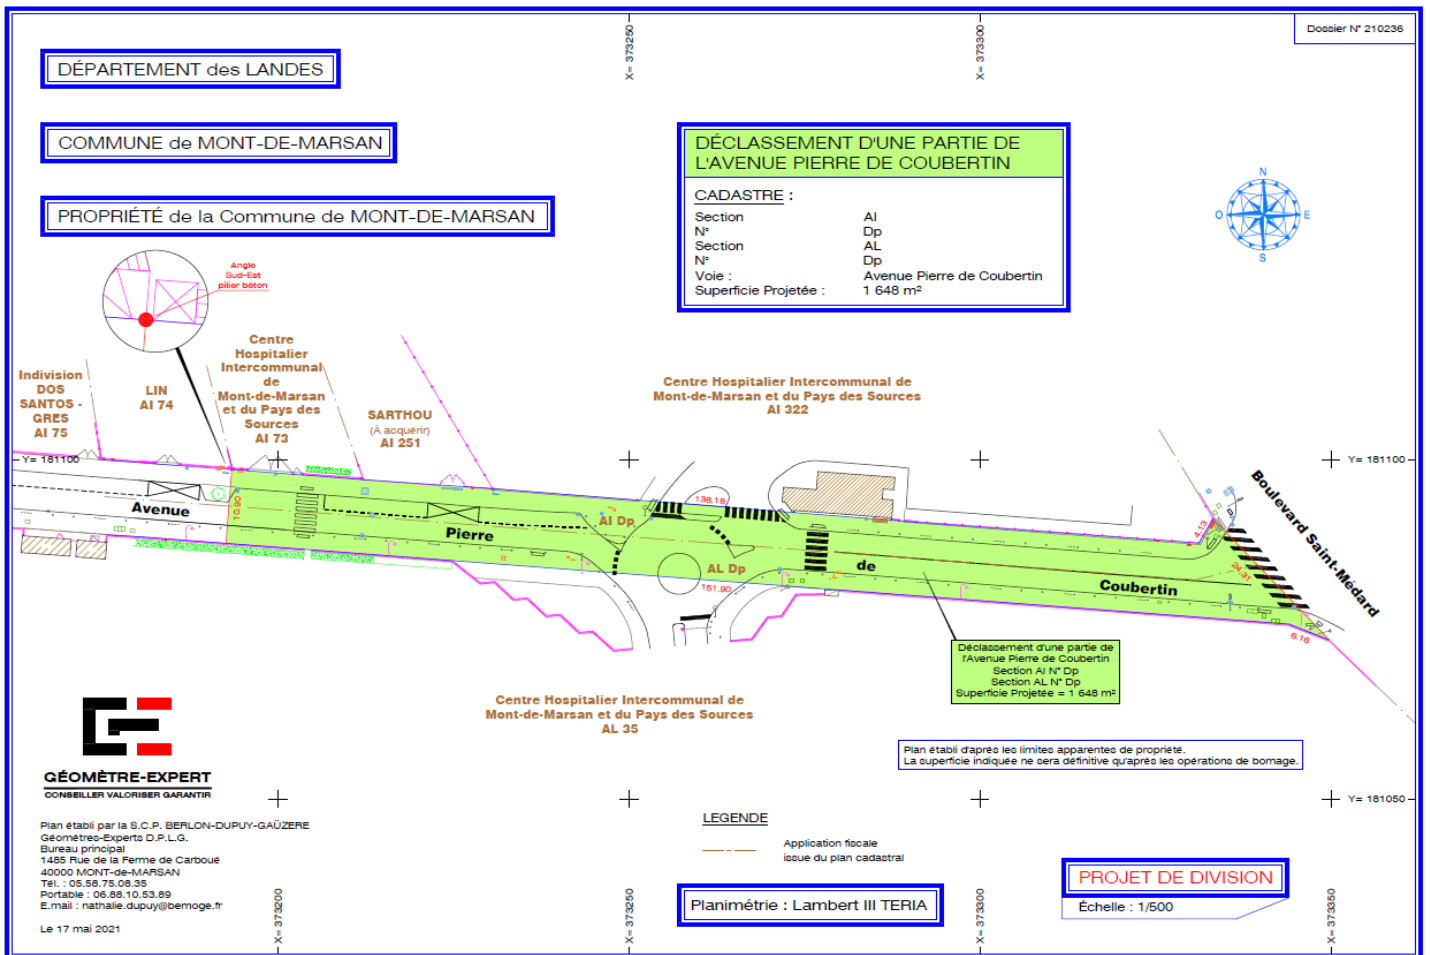 Dossier N° 210236
X= 373250
X= 373300
DÉPARTEMENT des LANDES
COMMUNE de MONT-DE-MARSAN
PROPRIÉTÉ de la Commune de MONT-DE-MARSAN
DÉCLASSEMENT D'UNE PARTIE DE
L'AVENUE PIERRE DE COUBERTIN
CADASTRE :
Section AI
N° Dp
Section AL
N° Dp
Voie : Avenue Pierre de Coubertin
Superficie Projetée : 1 648 m²
N
O
E
S
Angle
Sud-Est
pilier béton
Indivision
DOS
SANTOS -
GRES
AI 75
LIN
AI 74
Centre
Hospitalier
Intercommunal
de
Mont-de-Marsan
et du Pays des
Sources
AI 73
SARTHOU
(À acquérir)
AI 251
Centre Hospitalier Intercommunal de
Mont-de-Marsan et du Pays des Sources
AI 322
Y= 181100
Y= 181100
Avenue
Pierre
de
Coubertin
Boulevard Saint-Médard
10.90
138.18
4.13
24.31
6.16
151.90
AI Dp
AL Dp
Déclassement d'une partie de
l'Avenue Pierre de Coubertin
Section AI N° Dp
Section AL N° Dp
Superficie Projetée = 1 648 m²
Centre Hospitalier Intercommunal de
Mont-de-Marsan et du Pays des Sources
AL 35
Plan établi d'après les limites apparentes de propriété.
La superficie indiquée ne sera définitive qu'après les opérations de bornage.
GÉOMÈTRE-EXPERT
CONSEILLER VALORISER GARANTIR
Y= 181050
Plan établi par la S.C.P. BERLON-DUPUY-GAÜZERE
Géomètres-Experts D.P.L.G.
Bureau principal
1485 Rue de la Ferme de Carboué
40000 MONT-de-MARSAN
Tél. : 05.58.75.08.35
Portable : 06.88.10.53.89
E.mail : nathalie.dupuy@bemoge.fr
Le 17 mai 2021
LEGENDE
Application fiscale
issue du plan cadastral
Planimétrie : Lambert III TERIA
PROJET DE DIVISION
Échelle : 1/500
X= 373200
X= 373250
X= 373300
X= 373350